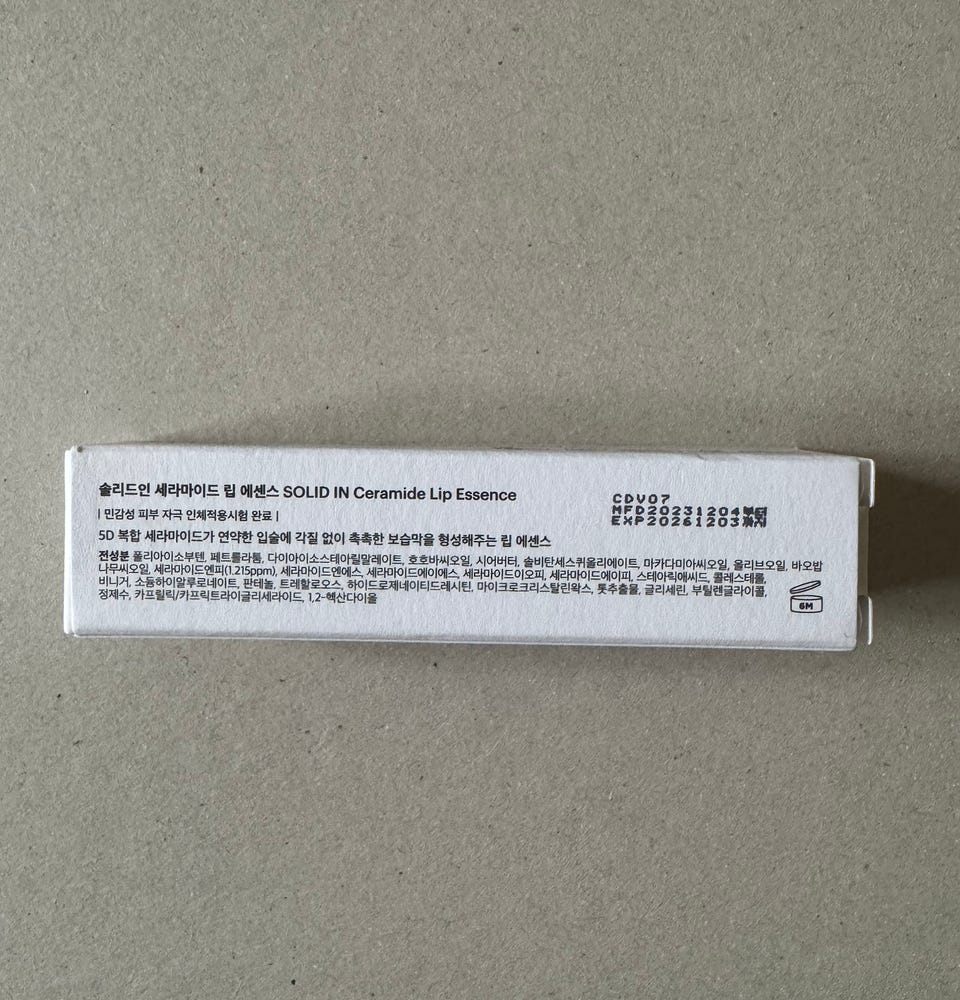 솔리드인 세라마이드 립 에센스 SOLID IN Ceramide Lip Essence
| 민감성 피부 자극 인체적용시험 완료 |
5D 복합 세라마이드가 연약한 입술에 각질 없이 촉촉한 보습막을 형성해주는 립 에센스
전성분 폴리아이소부텐, 페트롤라툼, 다이아이소스테아릴말레이트, 호호바씨오일, 시어버터, 솔비탄세스퀴올리에이트, 마카다미아씨오일, 올리브오일, 바오밥
나무씨오일, 세라마이드엔피(1.215ppm), 세라마이드엔에스, 세라마이드에이에스, 세라마이드이오피, 세라마이드에이피, 스테아릭애씨드, 콜레스테롤,
비니거, 소듐하이알루로네이트, 판테놀, 트레할로오스, 하이드로제네이티드레시틴, 마이크로크리스탈린왁스, 톳추출물, 글리세린, 부틸렌글라이콜,
정제수, 카프릴릭/카프릭트라이글리세라이드, 1,2-헥산다이올
CDV07
MFD20231204부터
EXP20261203까지
6M